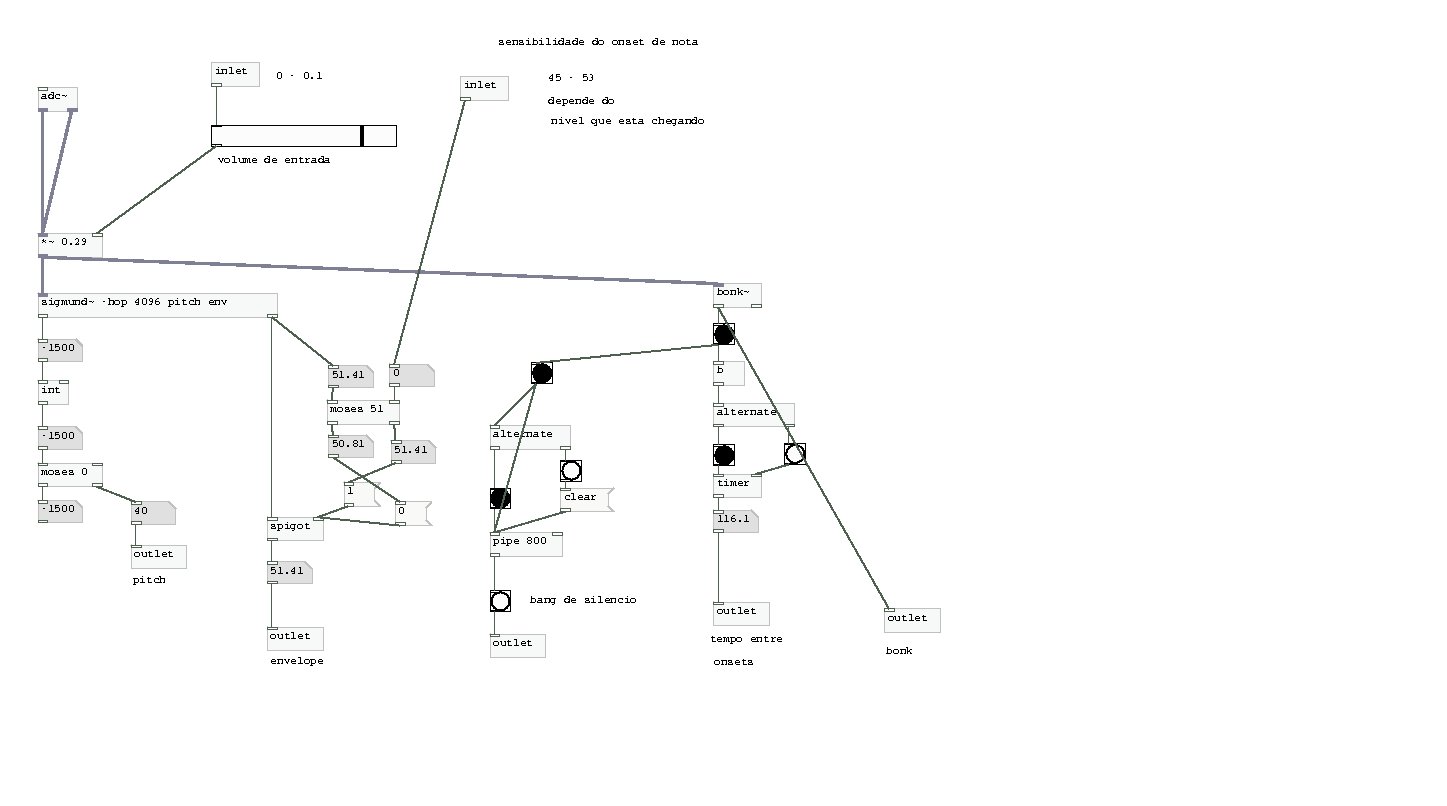 sensibilidade do onset de nota
inlet
0 - 0.1
inlet
45 - 53
adc~
depende do
nivel que esta chegando
volume de entrada
*~ 0.29
bonk~
sigmund~ -hop 4096 pitch env
-1500
51.41
0
b
int
moses 51
alternate
-1500
50.81
51.41
alternate
moses 0
timer
1
clear
-1500
40
0
116.1
spigot
pipe 800
outlet
51.41
pitch
bang de silencio
outlet
outlet
outlet
outlet
tempo entre
bonk
envelope
onsets